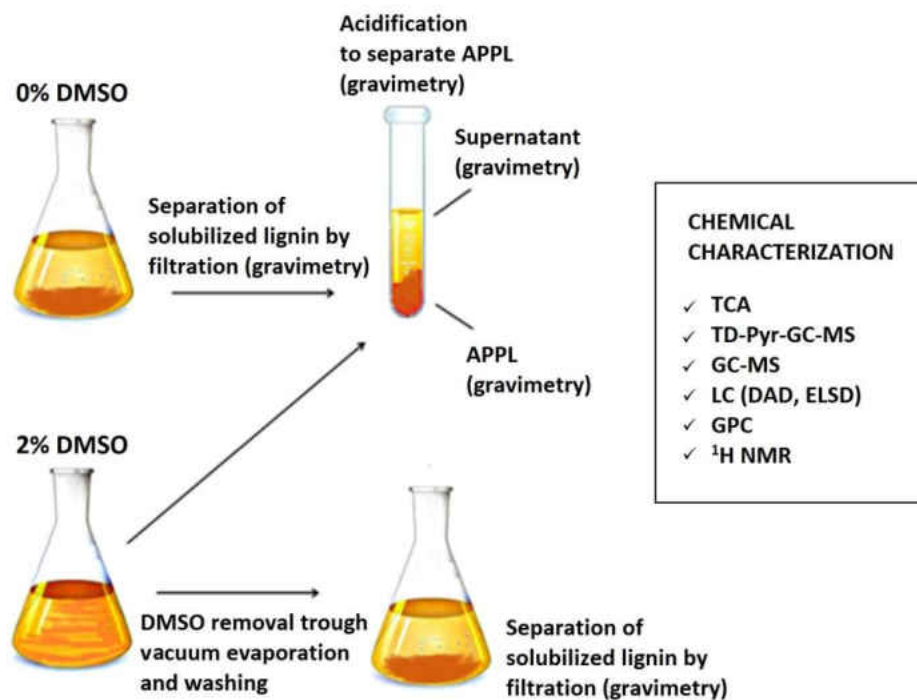 Acidification
to separate APPL
(gravimetry)
0% DMSO
Supernatant
(gravimetry)
Separation of
solubilized lignin by
filtration (gravimetry)
APPL
(gravimetry)
CHEMICAL
CHARACTERIZATION
✓ TCA
✓ TD-Pyr-GC-MS
✓ GC-MS
✓ LC (DAD, ELSD)
✓ GPC
✓ ¹H NMR
2% DMSO
DMSO removal trough
vacuum evaporation
and washing
Separation of
solubilized lignin by
filtration (gravimetry)